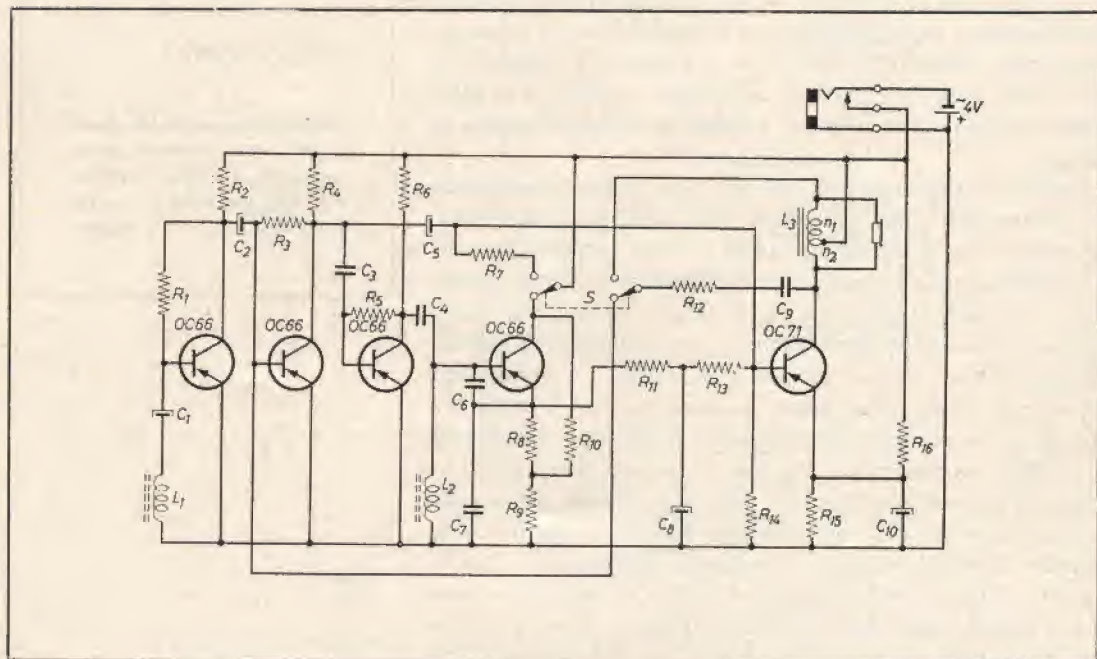 ~4V
+
R2
R4
R6
L3
n1
n2
C2
R3
C5
R7
C3
R1
R5
C4
S
R12
C9
OC66
OC66
OC66
OC66
OC71
R11
R13
C6
C1
R8
R10
R16
L1
L2
C7
R9
C8
R14
R15
C10